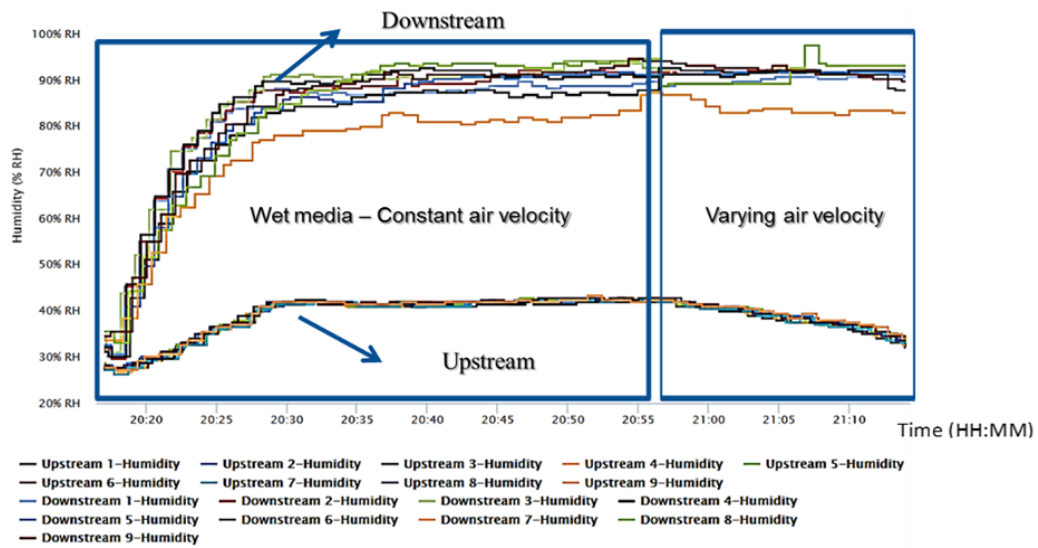 Downstream
100% RH
90% RH
80% RH
70% RH
60% RH
50% RH
40% RH
30% RH
20% RH
Humidity (% RH)
Wet media – Constant air velocity
Varying air velocity
Upstream
20:20 20:25 20:30 20:35 20:40 20:45 20:50 20:55 21:00 21:05 21:10
Time (HH:MM)
Upstream 1-Humidity Upstream 2-Humidity Upstream 3-Humidity Upstream 4-Humidity Upstream 5-Humidity
Upstream 6-Humidity Upstream 7-Humidity Upstream 8-Humidity Upstream 9-Humidity
Downstream 1-Humidity Downstream 2-Humidity Downstream 3-Humidity Downstream 4-Humidity
Downstream 5-Humidity Downstream 6-Humidity Downstream 7-Humidity Downstream 8-Humidity
Downstream 9-Humidity